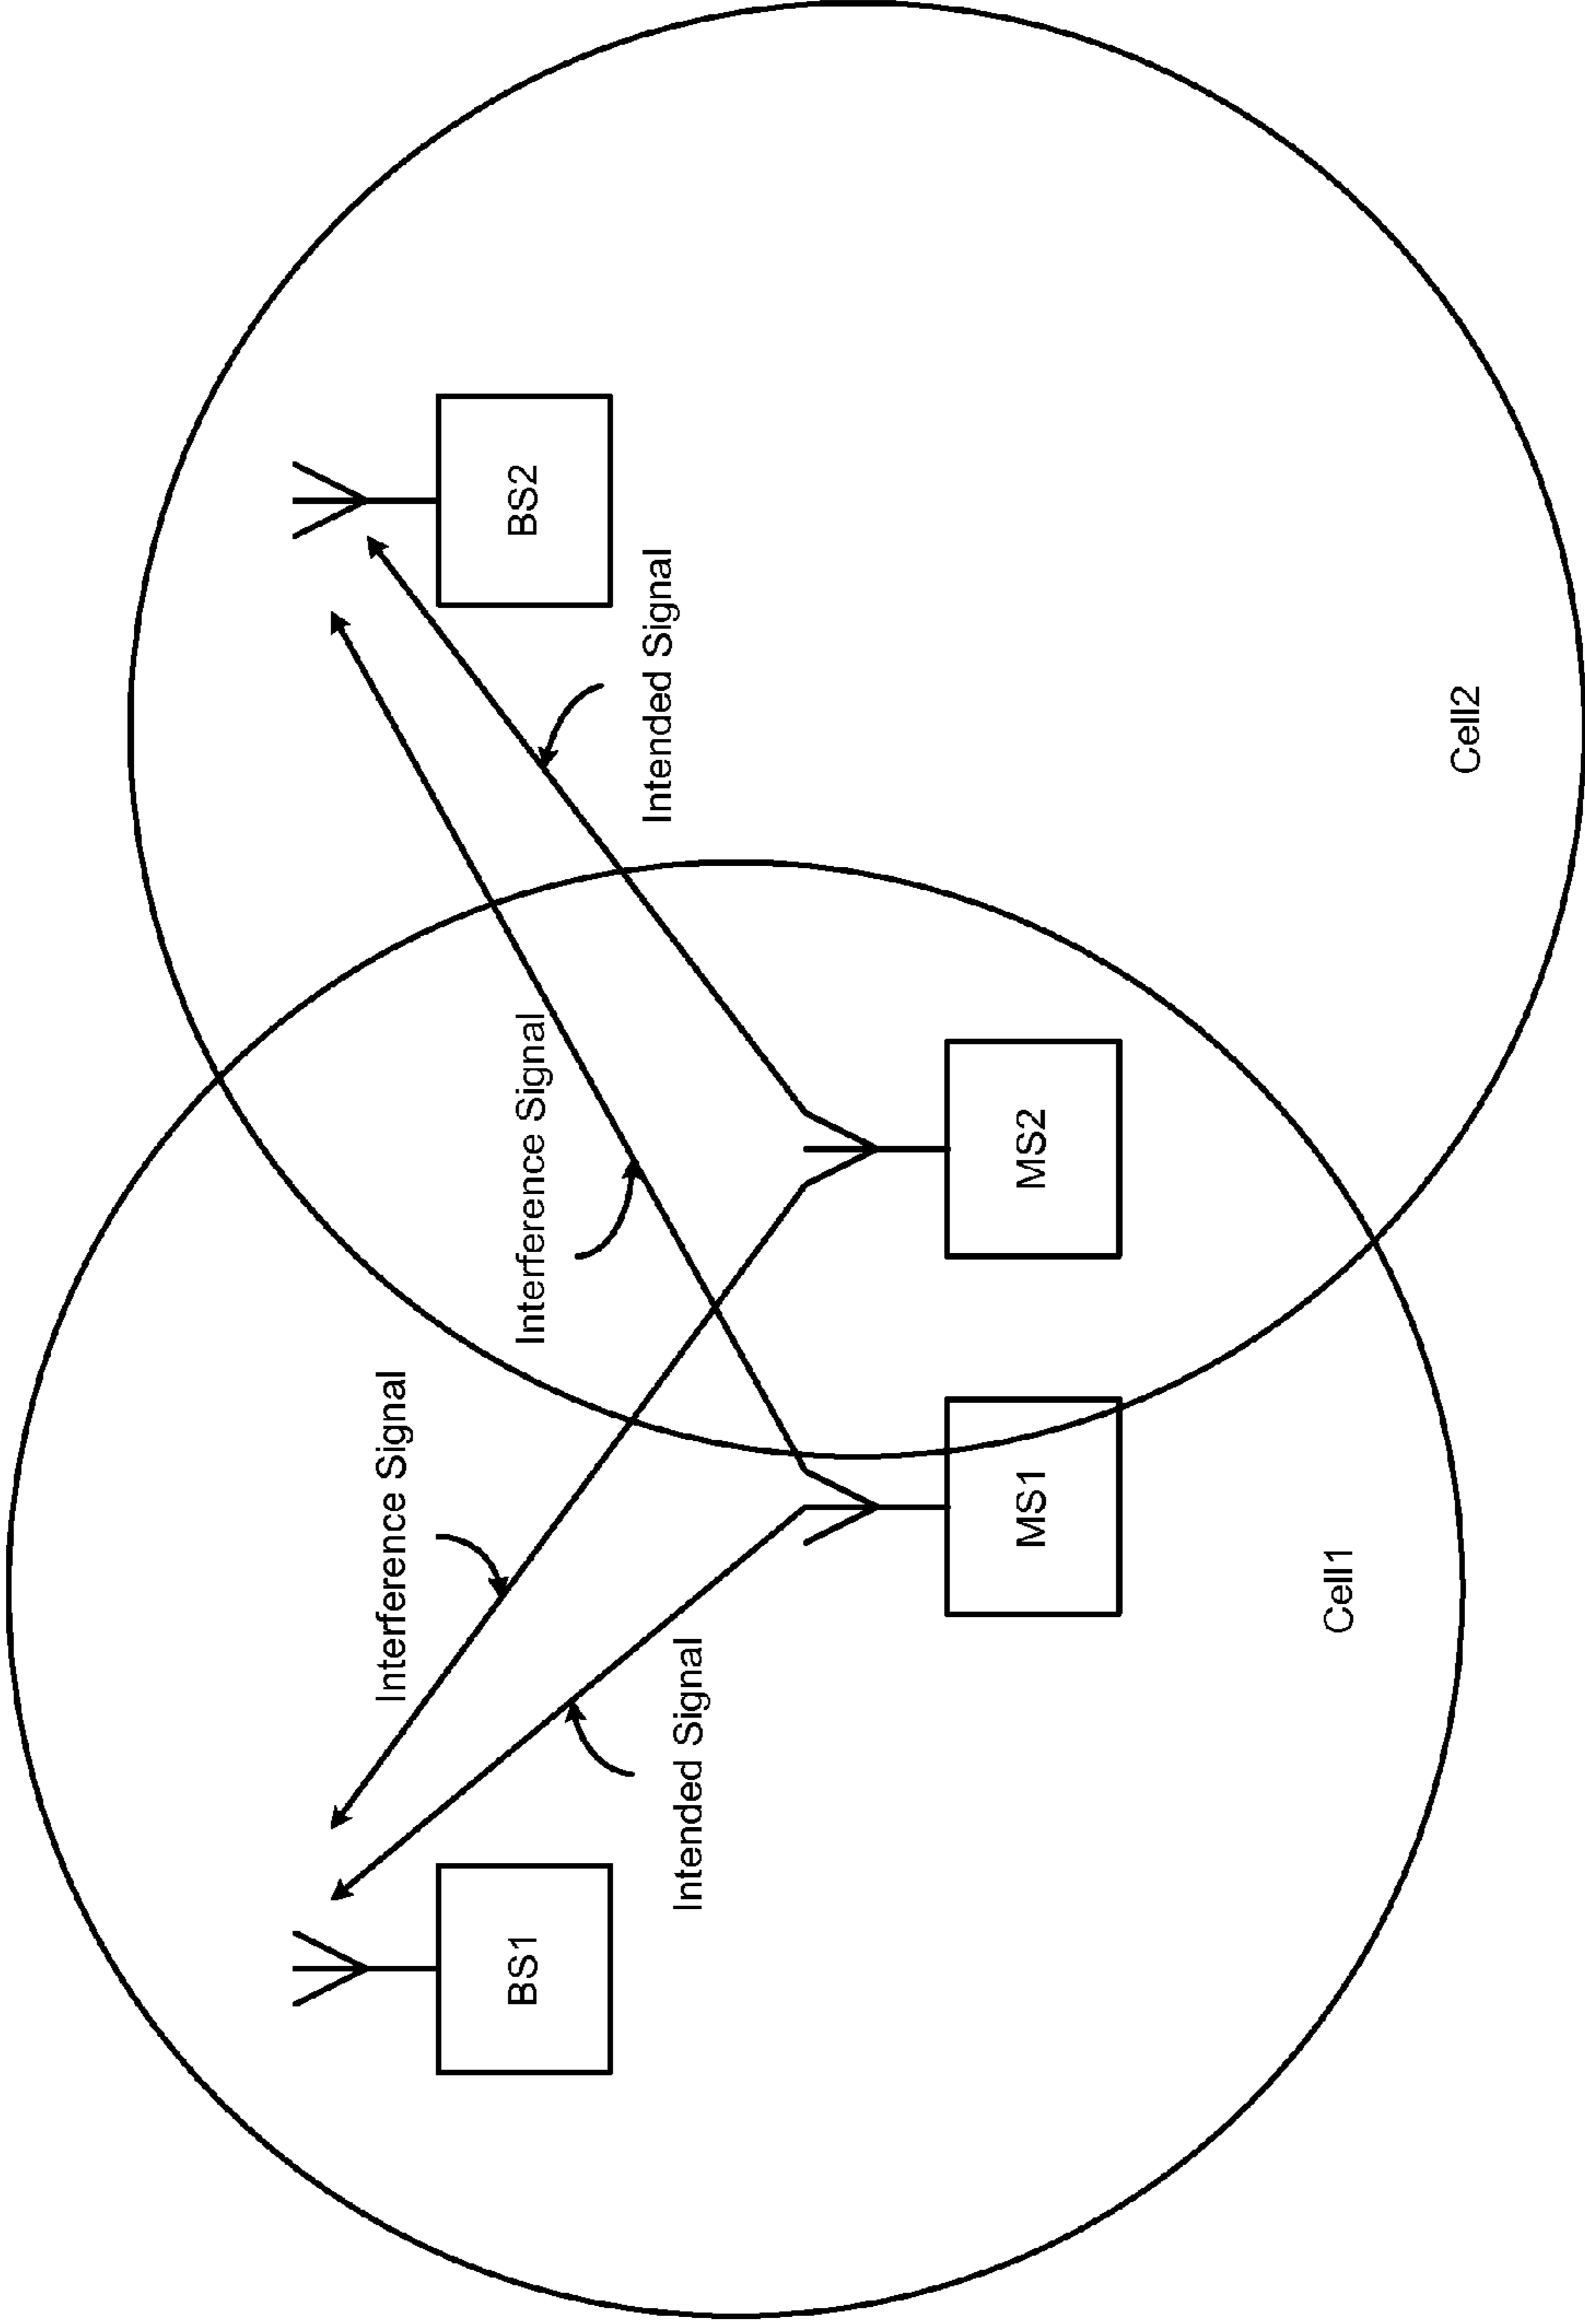 Interference Signal
Interference Signal
BS1
BS2
Intended Signal
Intended Signal
MS1
MS2
Cell1
Cell2